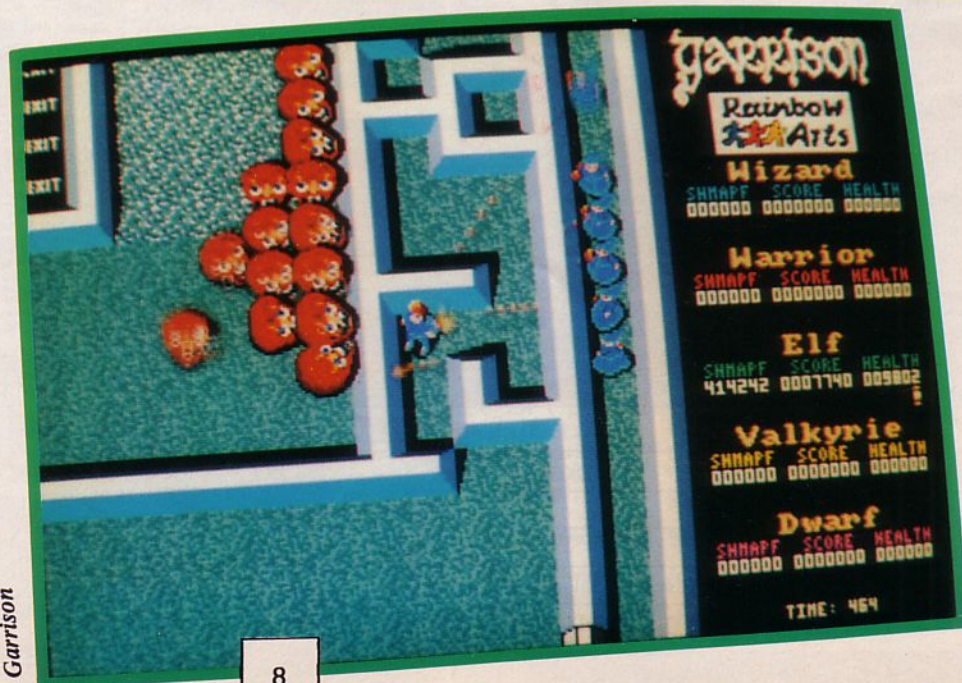 EXIT
EXIT
EXIT
garrison
Rainbow
Arts
Wizard
SHMAPF SCORE HEALTH
000000 0000000 000000
Warrior
SHMAPF SCORE HEALTH
000000 0000000 000000
Elf
SHMAPF SCORE HEALTH
414242 0007740 005802
Valkyrie
SHMAPF SCORE HEALTH
000000 0000000 000000
Dwarf
SHMAPF SCORE HEALTH
000000 0000000 000000
TIME: 464
Garrison
8